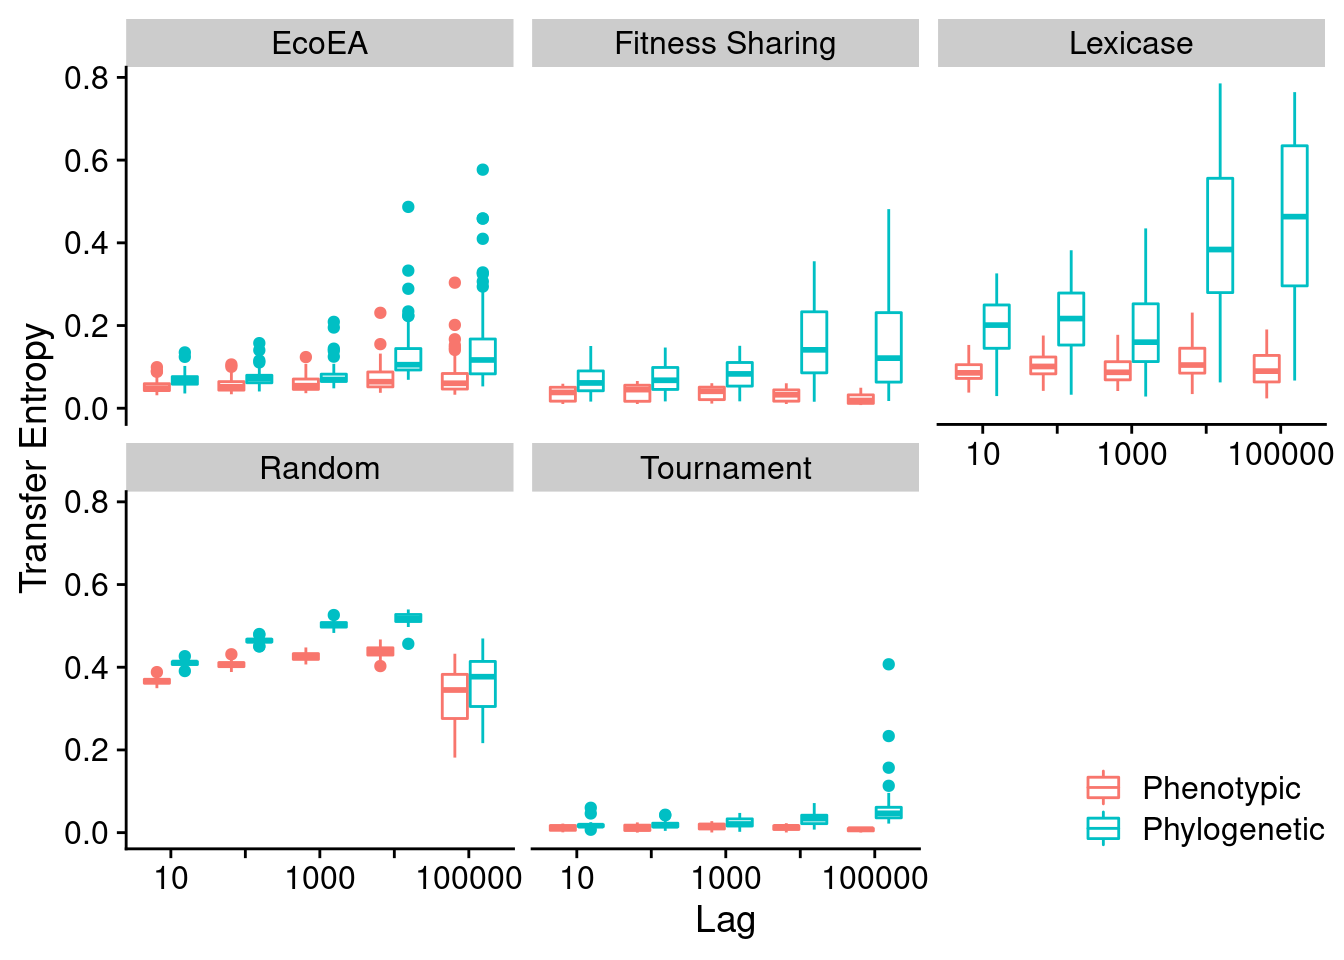 EcoEA
Fitness Sharing
Lexicase
0.8
0.6
0.4
0.2
0.0
10
1000
100000
Random
Tournament
0.8
0.6
0.4
0.2
0.0
10
1000
100000
10
1000
100000
Transfer Entropy
Lag
Phenotypic
Phylogenetic